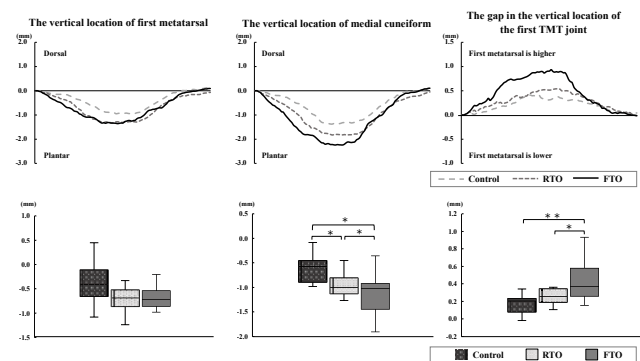 The vertical location of first metatarsal
The vertical location of medial cuneiform
The gap in the vertical location of
the first TMT joint
(mm)
2.0
1.0
0.0
-1.0
-2.0
-3.0
Dorsal
Plantar
(mm)
2.0
1.0
0.0
-1.0
-2.0
-3.0
Dorsal
Plantar
(mm)
1.5
1.0
0.5
0.0
-0.5
-1.0
First metatarsal is higher
First metatarsal is lower
Control RTO FTO
(mm)
1.0
0.5
0.0
-0.5
-1.0
-1.5
(mm)
0.5
0.0
-0.5
-1.0
-1.5
-2.0
*
* *
(mm)
1.2
1.0
0.8
0.6
0.4
0.2
0.0
-0.2
* *
*
Control RTO FTO